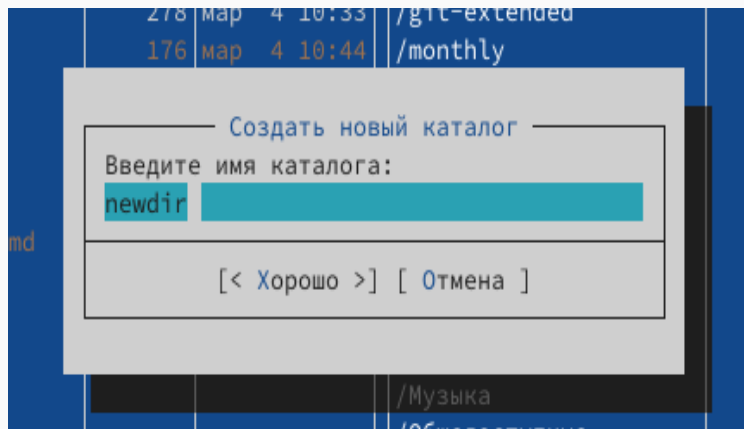 278 мар 4 10:33 /git-extended
176 мар 4 10:44 /monthly
Создать новый каталог
Введите имя каталога:
newdir
md
[< Хорошо >] [ Отмена ]
/Музыка